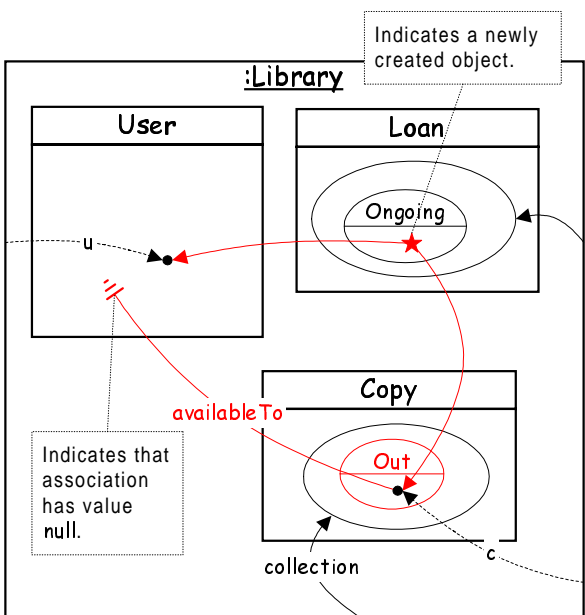 Indicates a newly
created object.
:Library
User
Loan
Ongoing
u
Copy
availableTo
Out
Indicates that
association
has value
null.
c
collection